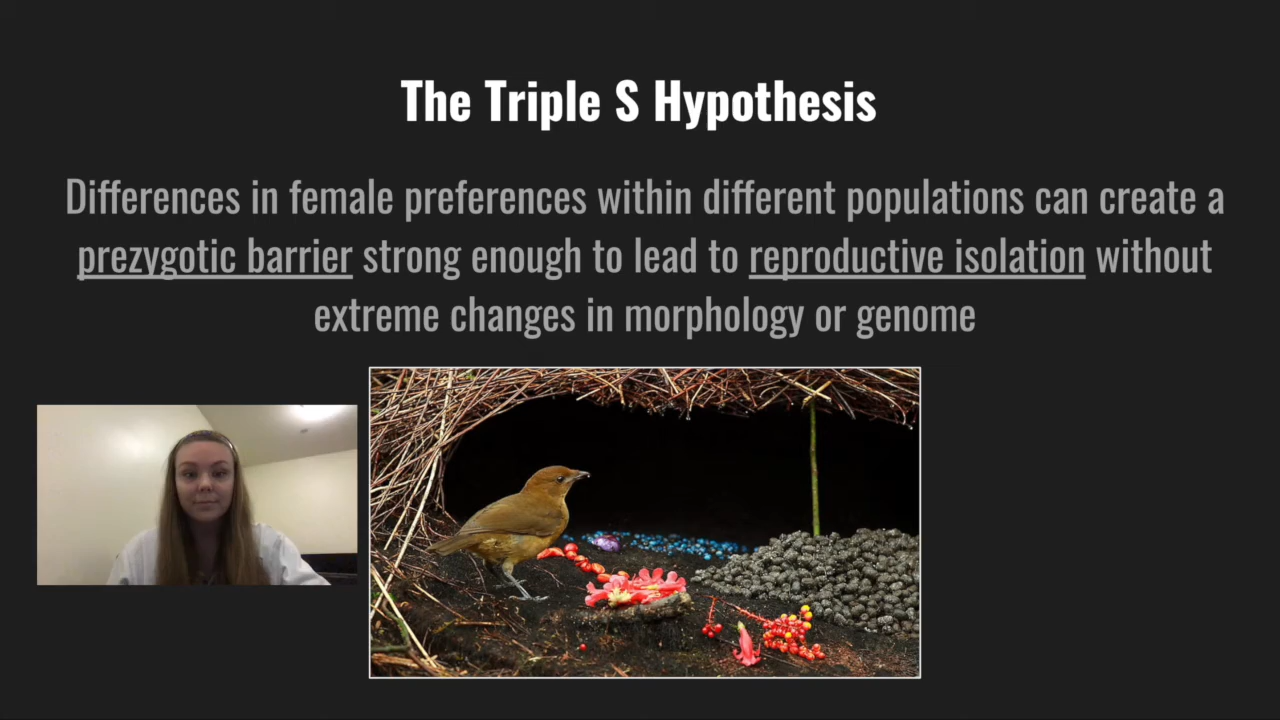 The Triple S Hypothesis
Differences in female preferences within different populations can create a
prezygotic barrier strong enough to lead to reproductive isolation without
extreme changes in morphology or genome